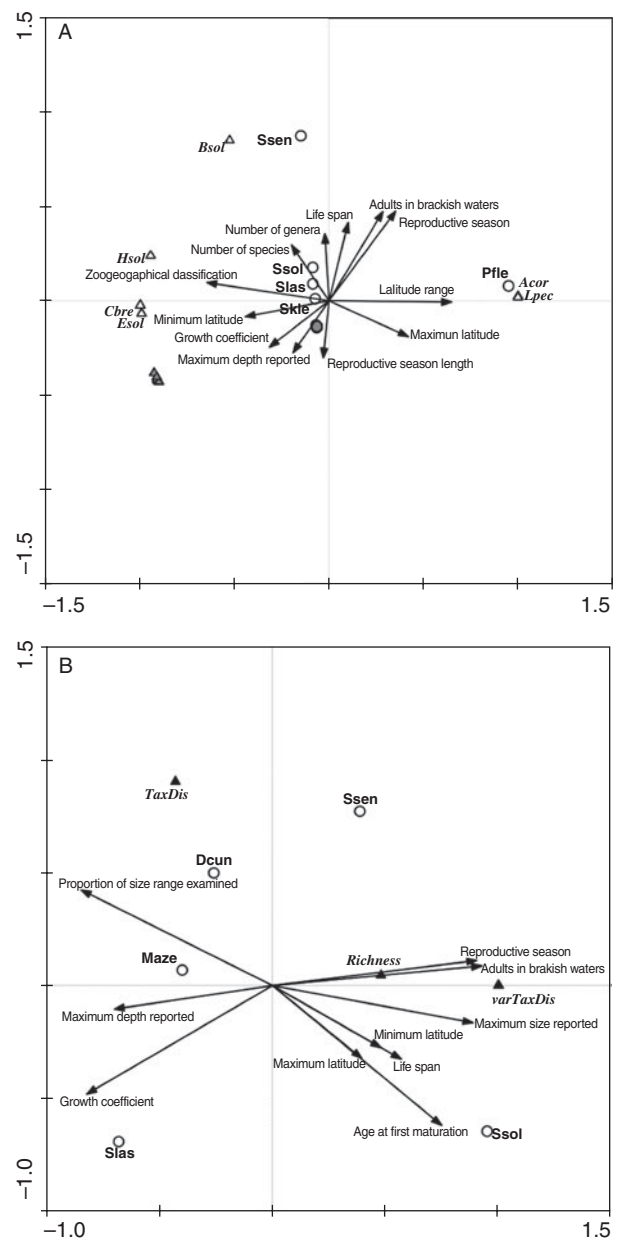 1.5
A
Bsol
Ssen
Life span
Adults in brackish waters
Number of genera
Reproductive season
Number of species
Hsol
Ssol
Zoogeogaphical dassification
Slas
Lalitude range
Pfle
Acor
Lpec
Cbre
Skle
Esol
Minimum latitude
Growth coefficient
Maximun latitude
Maximum depth reported
Reproductive season length
–1.5
–1.5
1.5
1.5
B
TaxDis
Ssen
Dcun
Proportion of size range examined
Maze
Richness
Reproductive season
Adults in brakish waters
varTaxDis
Maximum depth reported
Maximum size reported
Minimum latitude
Maximum latitude
Life span
Growth coefficient
Age at first maturation
Ssol
Slas
–1.0
–1.0
1.5